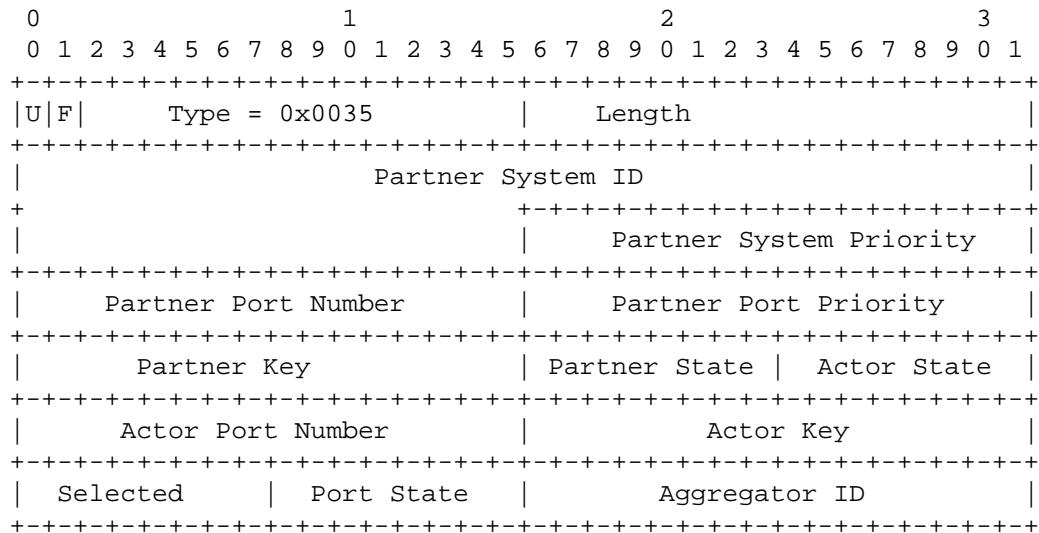 0                   1                   2                   3
 0 1 2 3 4 5 6 7 8 9 0 1 2 3 4 5 6 7 8 9 0 1 2 3 4 5 6 7 8 9 0 1
+-+-+-+-+-+-+-+-+-+-+-+-+-+-+-+-+-+-+-+-+-+-+-+-+-+-+-+-+-+-+-+-+
|U|F|     Type = 0x0035         |    Length                     |
+-+-+-+-+-+-+-+-+-+-+-+-+-+-+-+-+-+-+-+-+-+-+-+-+-+-+-+-+-+-+-+-+
|                      Partner System ID                        |
+                               +-+-+-+-+-+-+-+-+-+-+-+-+-+-+-+-+
|                               |     Partner System Priority   |
+-+-+-+-+-+-+-+-+-+-+-+-+-+-+-+-+-+-+-+-+-+-+-+-+-+-+-+-+-+-+-+-+
|     Partner Port Number       |     Partner Port Priority     |
+-+-+-+-+-+-+-+-+-+-+-+-+-+-+-+-+-+-+-+-+-+-+-+-+-+-+-+-+-+-+-+-+
|       Partner Key             | Partner State |  Actor State  |
+-+-+-+-+-+-+-+-+-+-+-+-+-+-+-+-+-+-+-+-+-+-+-+-+-+-+-+-+-+-+-+-+
|      Actor Port Number        |           Actor Key           |
+-+-+-+-+-+-+-+-+-+-+-+-+-+-+-+-+-+-+-+-+-+-+-+-+-+-+-+-+-+-+-+-+
|  Selected     |  Port State   |        Aggregator ID          |
+-+-+-+-+-+-+-+-+-+-+-+-+-+-+-+-+-+-+-+-+-+-+-+-+-+-+-+-+-+-+-+-+